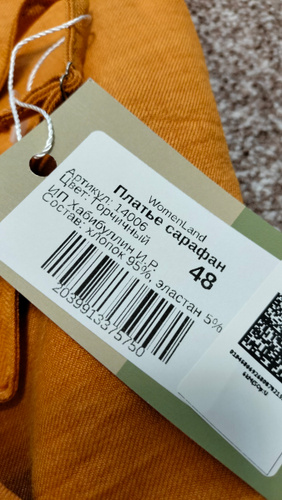 WomenLand
Платье сарафан
48
Артикул: 14006
Цвет: Горчичный
ИП Хабибуллин И.Р.
Состав. хлопок 95%, эластан 5%
2039913375750